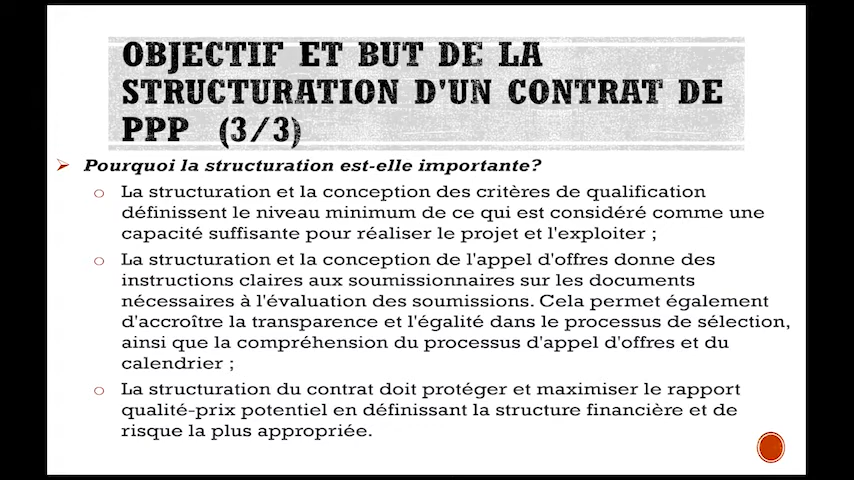 OBJECTIF ET BUT DE LA
STRUCTURATION D'UN CONTRAT DE
PPP (3/3)
Pourquoi la structuration est-elle importante?
La structuration et la conception des critères de qualification
définissent le niveau minimum de ce qui est considéré comme une
capacité suffisante pour réaliser le projet et l'exploiter ;
La structuration et la conception de l'appel d'offres donne des
instructions claires aux soumissionnaires sur les documents
nécessaires à l'évaluation des soumissions. Cela permet également
d'accroître la transparence et l'égalité dans le processus de sélection,
ainsi que la compréhension du processus d'appel d'offres et du
calendrier ;
La structuration du contrat doit protéger et maximiser le rapport
qualité-prix potentiel en définissant la structure financière et de
risque la plus appropriée.